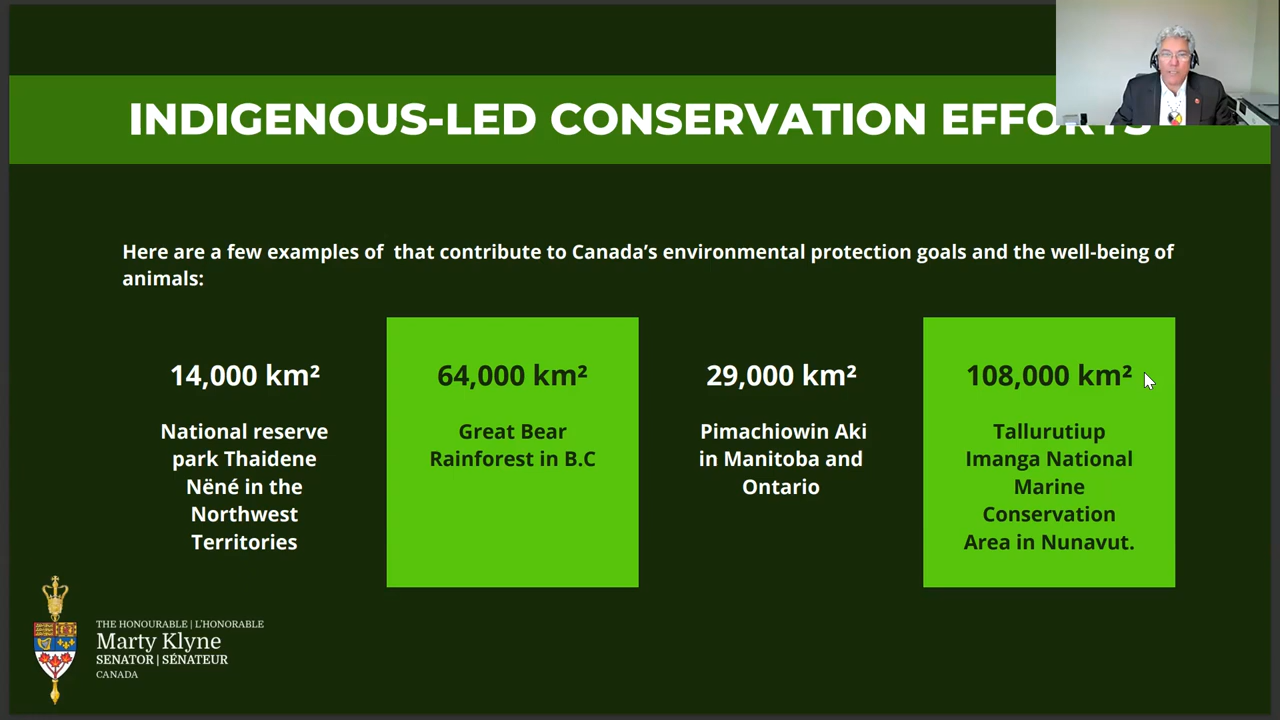 INDIGENOUS-LED CONSERVATION EFFORTS
Here are a few examples of  that contribute to Canada’s environmental protection goals and the well-being of
animals:
14,000 km²
National reserve
park Thaidene
Nëné in the
Northwest
Territories
64,000 km²
Great Bear
Rainforest in B.C
29,000 km²
Pimachiowin Aki
in Manitoba and
Ontario
108,000 km²
Tallurutiup
Imanga National
Marine
Conservation
Area in Nunavut.
THE HONOURABLE | L'HONORABLE
Marty Klyne
SENATOR | SÉNATEUR
CANADA